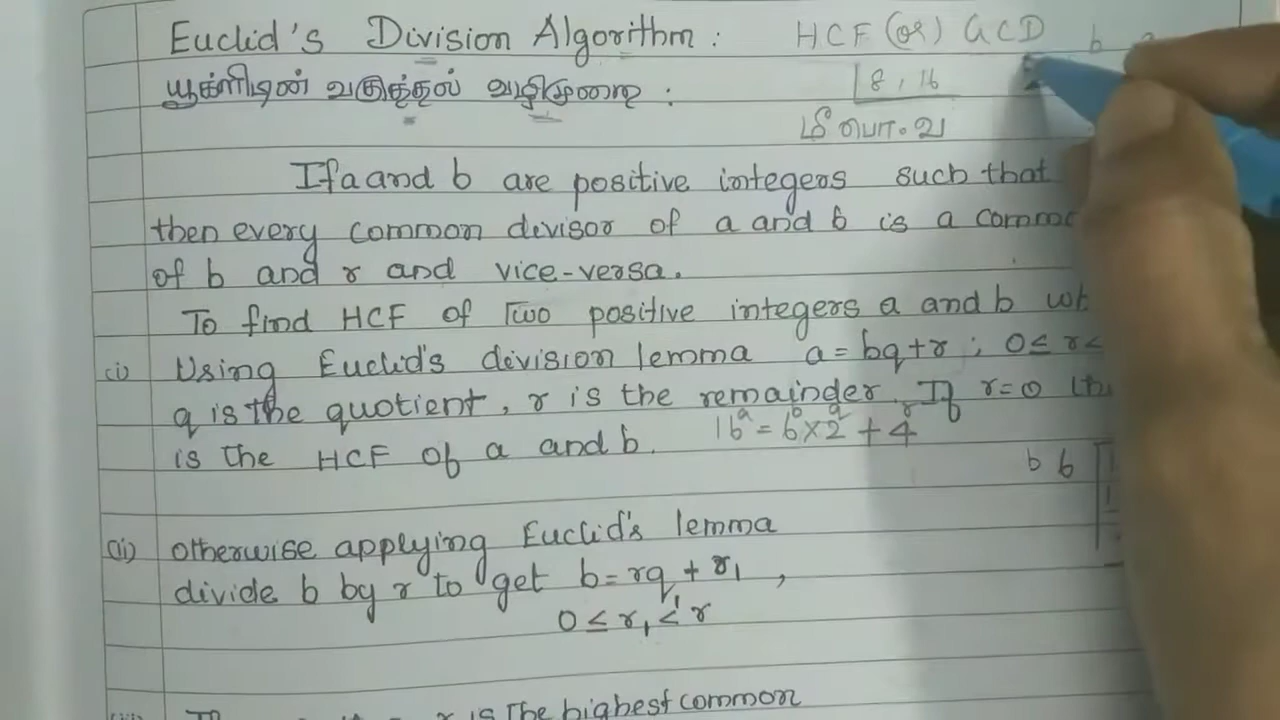 Euclid's Division Algorithm : HCF (or) GCD b
யூக்ளிடின் வகுத்தல் வழிமுறை :
8, 16
மீ பொ. வ
If a and b are positive integers such that
then every common divisor of a and b is a
of b and r and vice-versa.
To find HCF of Two positive integers a and b
(i) Using Euclid's division lemma a = bq + r ; 0 ≤ r <
q is the quotient, r is the remainder. If r = 0
is the HCF of a and b.
a b q r
16 = 6 x 2 + 4
b 6
(ii) otherwise applying Euclid's lemma
divide b by r to get b = rq₁ + r₁ ,
0 ≤ r₁ < r
r is the highest common